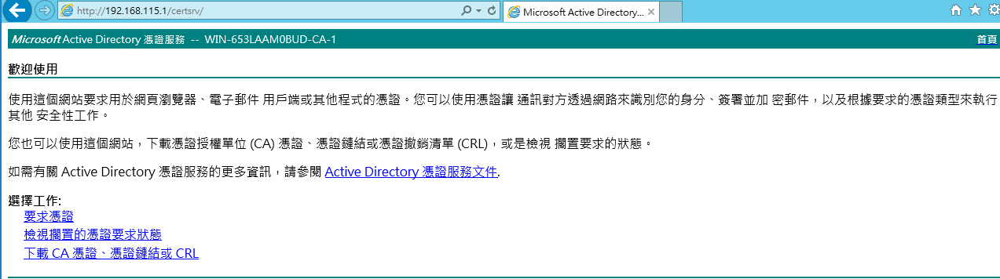 http://192.168.115.1/certsrv/
Microsoft Active Directory...
Microsoft Active Directory 憑證服務 -- WIN-653LAAM0BUD-CA-1
首頁
歡迎使用
使用這個網站要求用於網頁瀏覽器、電子郵件 用戶端或其他程式的憑證。您可以使用憑證讓 通訊對方透過網路來識別您的身分、簽署並加 密郵件，以及根據要求的憑證類型來執行
其他 安全性工作。
您也可以使用這個網站，下載憑證授權單位 (CA) 憑證、憑證鏈結或憑證撤銷清單 (CRL)，或是檢視 擱置要求的狀態。
如需有關 Active Directory 憑證服務的更多資訊，請參閱 Active Directory 憑證服務文件.
選擇工作:
要求憑證
檢視擱置的憑證要求狀態
下載 CA 憑證、憑證鏈結或 CRL